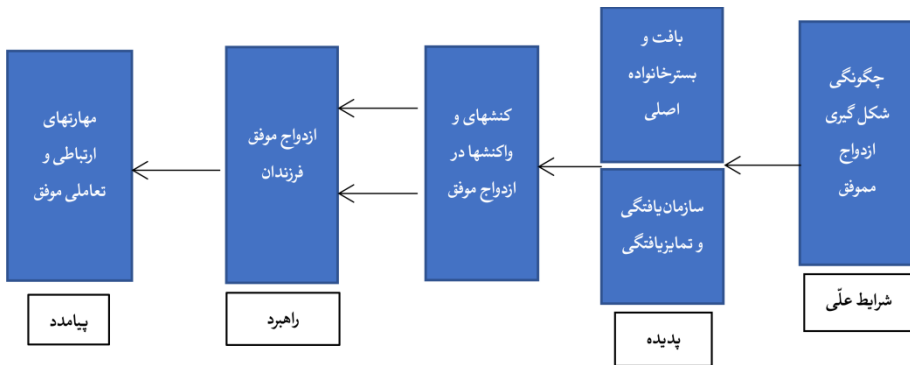 چگونگی
شکل گیری
ازدواج
مموفق
شرایط علّی
بافت و
بسترخانواده
اصلی
سازمان‌یافتگی
و تمایزیافتگی
پدیده
کنشهای و
واکنشها در
ازدواج موفق
ازدواج موفق
فرزندان
راهبرد
مهارتهای
ارتباطی و
تعاملی موفق
پیامدد